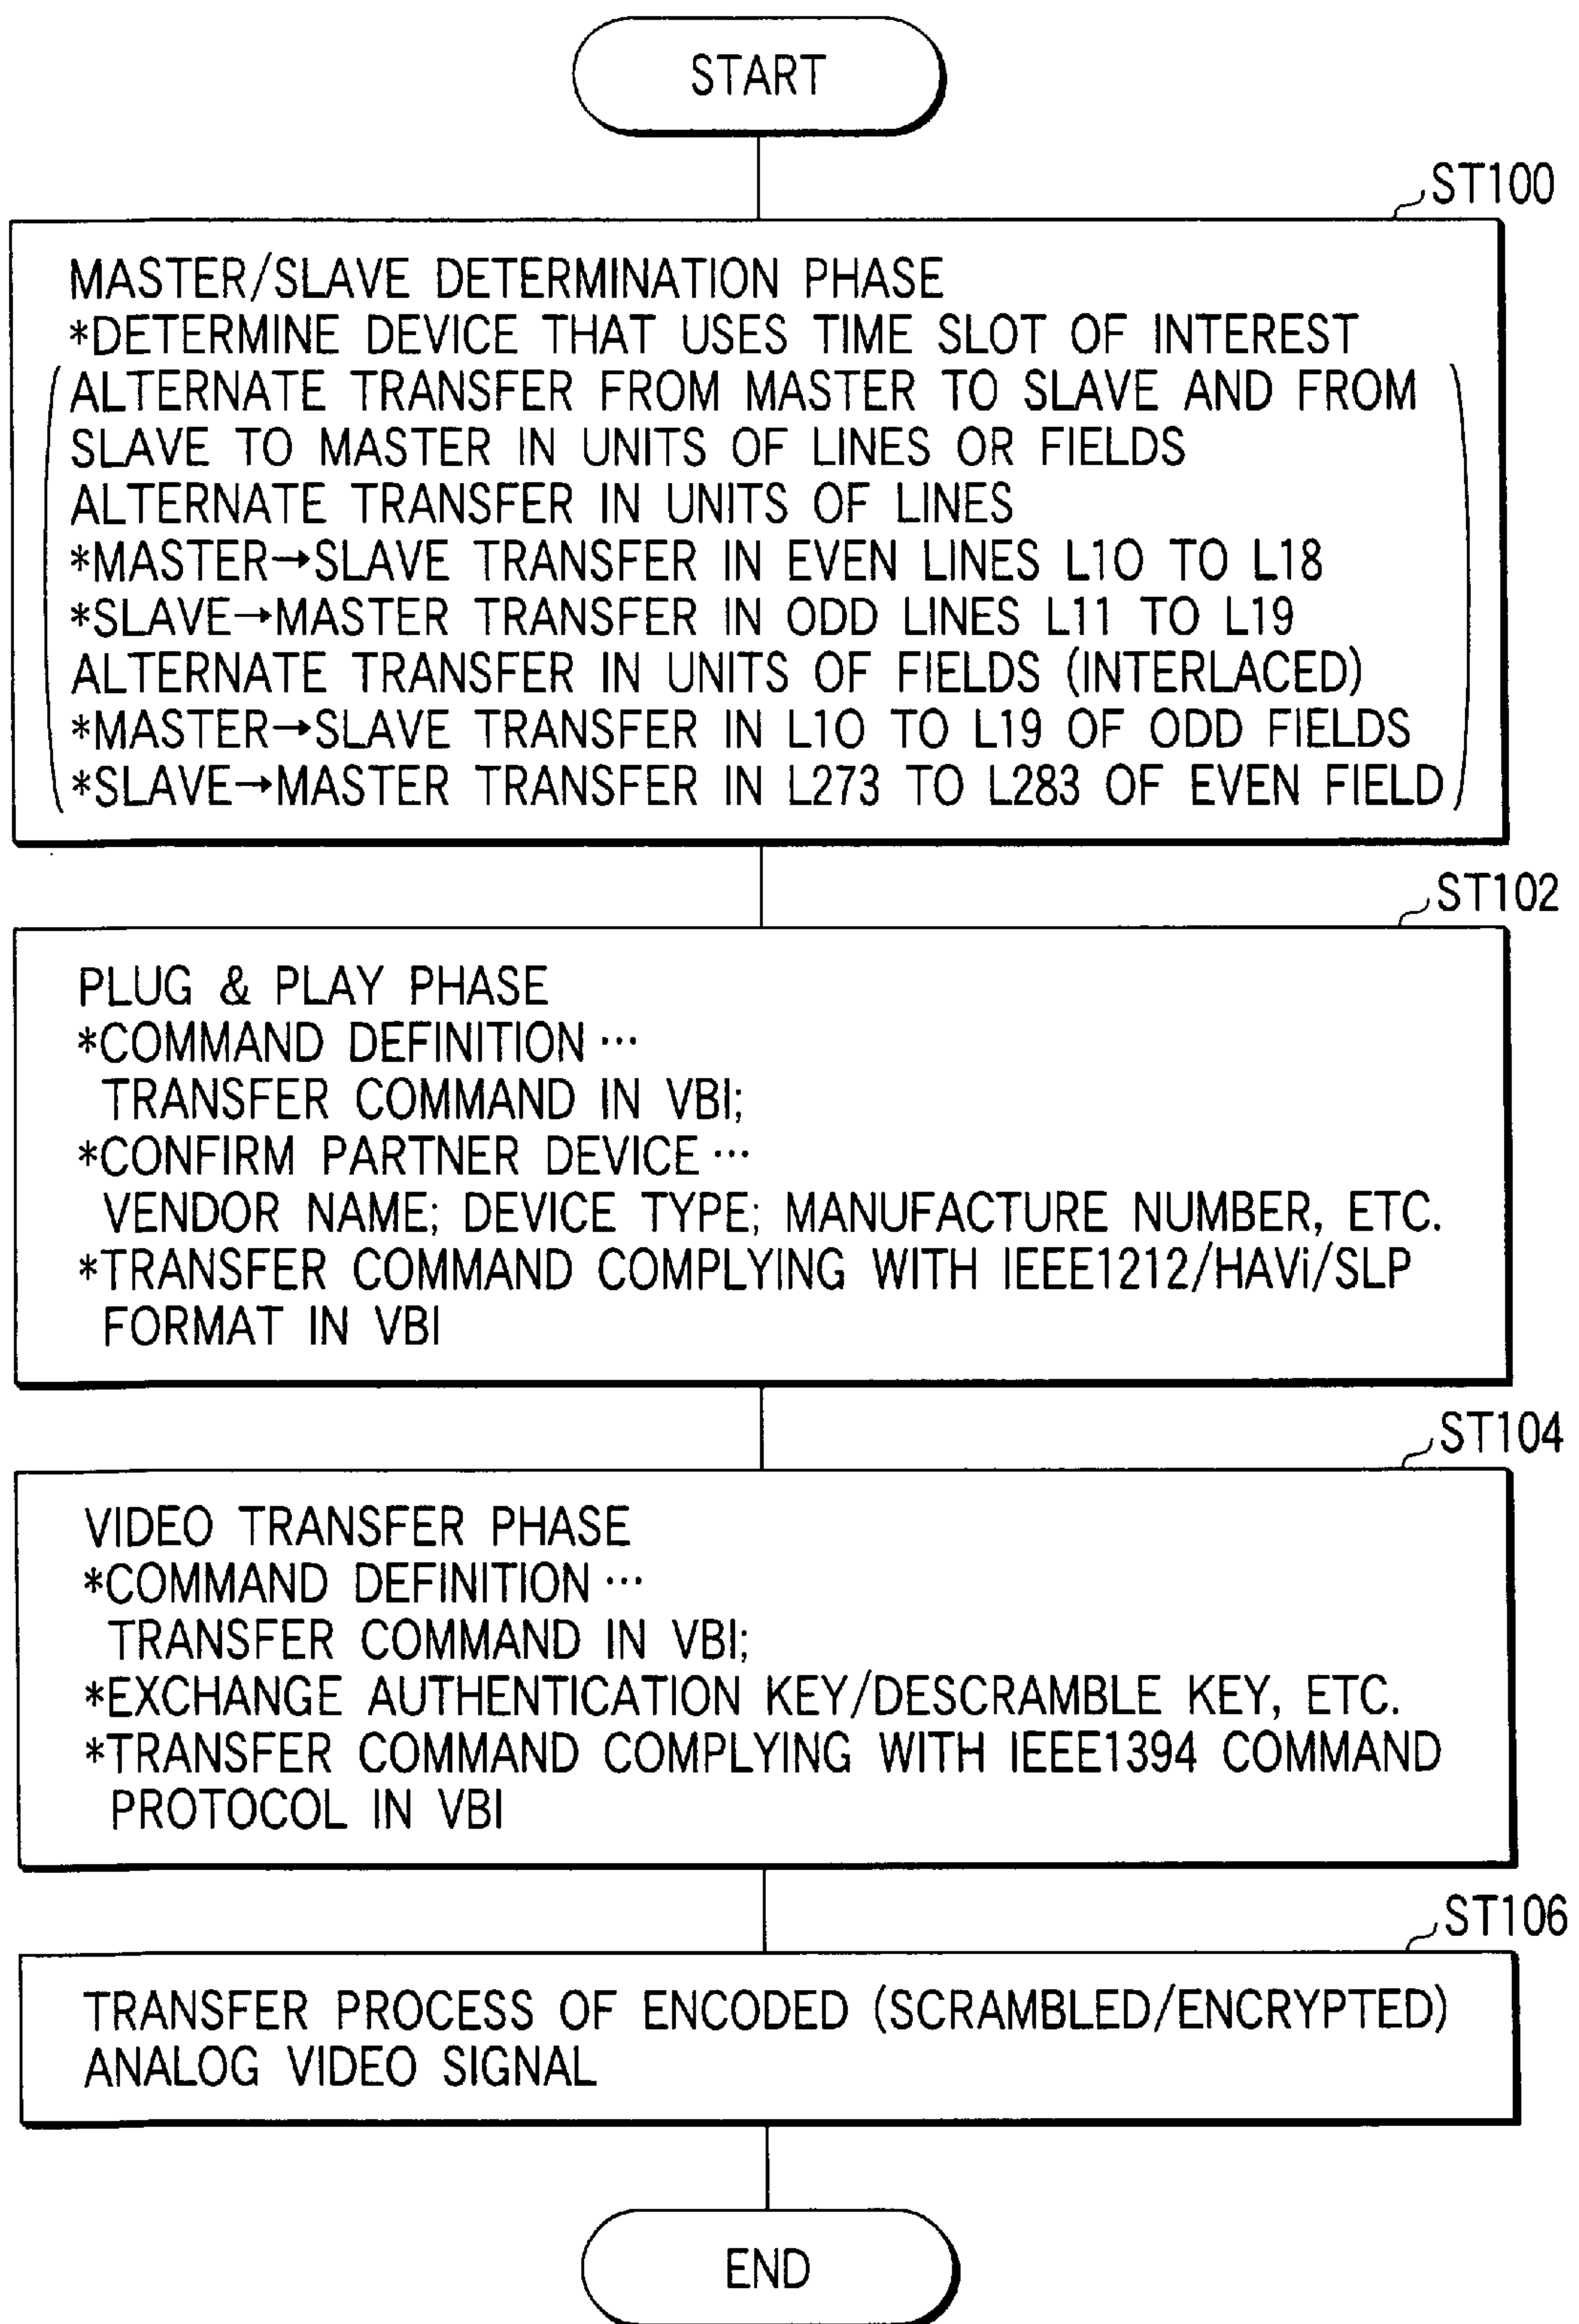 START
ST100
MASTER/SLAVE DETERMINATION PHASE
*DETERMINE DEVICE THAT USES TIME SLOT OF INTEREST
ALTERNATE TRANSFER FROM MASTER TO SLAVE AND FROM
SLAVE TO MASTER IN UNITS OF LINES OR FIELDS
ALTERNATE TRANSFER IN UNITS OF LINES
*MASTER→SLAVE TRANSFER IN EVEN LINES L10 TO L18
*SLAVE→MASTER TRANSFER IN ODD LINES L11 TO L19
ALTERNATE TRANSFER IN UNITS OF FIELDS (INTERLACED)
*MASTER→SLAVE TRANSFER IN L10 TO L19 OF ODD FIELDS
*SLAVE→MASTER TRANSFER IN L273 TO L283 OF EVEN FIELD
ST102
PLUG & PLAY PHASE
*COMMAND DEFINITION ···
TRANSFER COMMAND IN VBI;
*CONFIRM PARTNER DEVICE ···
VENDOR NAME; DEVICE TYPE; MANUFACTURE NUMBER, ETC.
*TRANSFER COMMAND COMPLYING WITH IEEE1212/HAVi/SLP
FORMAT IN VBI
ST104
VIDEO TRANSFER PHASE
*COMMAND DEFINITION ···
TRANSFER COMMAND IN VBI;
*EXCHANGE AUTHENTICATION KEY/DESCRAMBLE KEY, ETC.
*TRANSFER COMMAND COMPLYING WITH IEEE1394 COMMAND
PROTOCOL IN VBI
ST106
TRANSFER PROCESS OF ENCODED (SCRAMBLED/ENCRYPTED)
ANALOG VIDEO SIGNAL
END